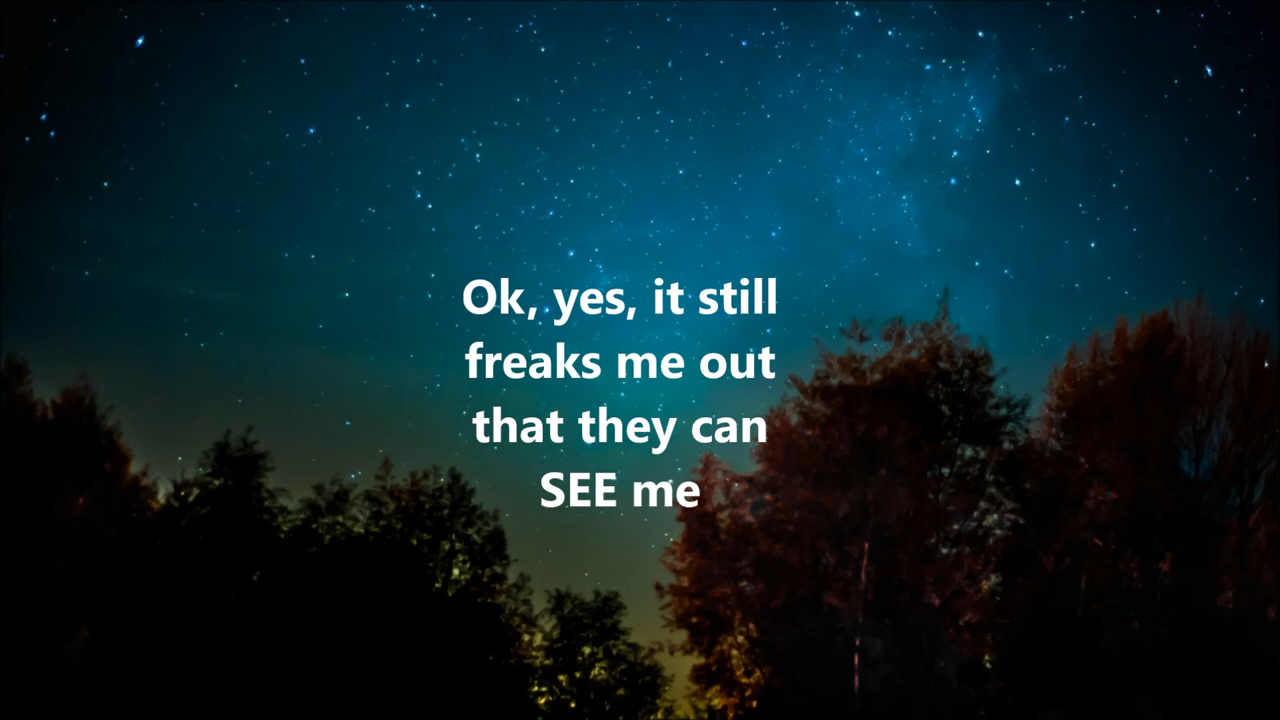 Ok, yes, it still
freaks me out
that they can
SEE me